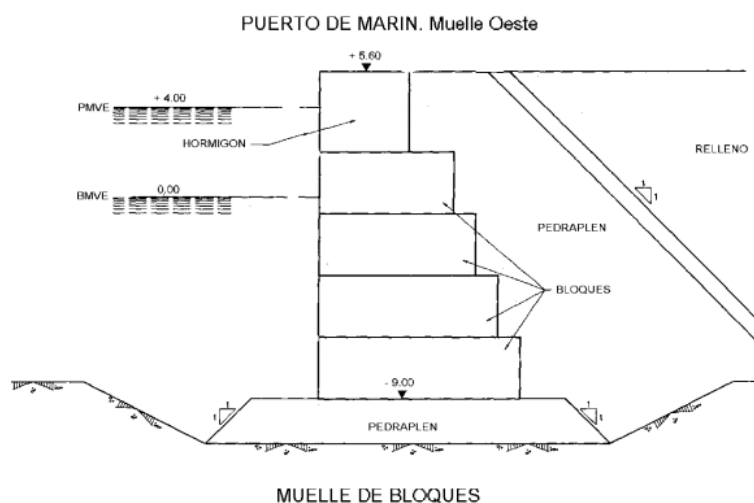 PUERTO DE MARIN. Muelle Oeste
+ 5.60
+ 4.00
PMVE
HORMIGON
RELLENO
1
1
0,00
BMVE
PEDRAPLEN
BLOQUES
- 9.00
1
1
1
1
PEDRAPLEN
MUELLE DE BLOQUES